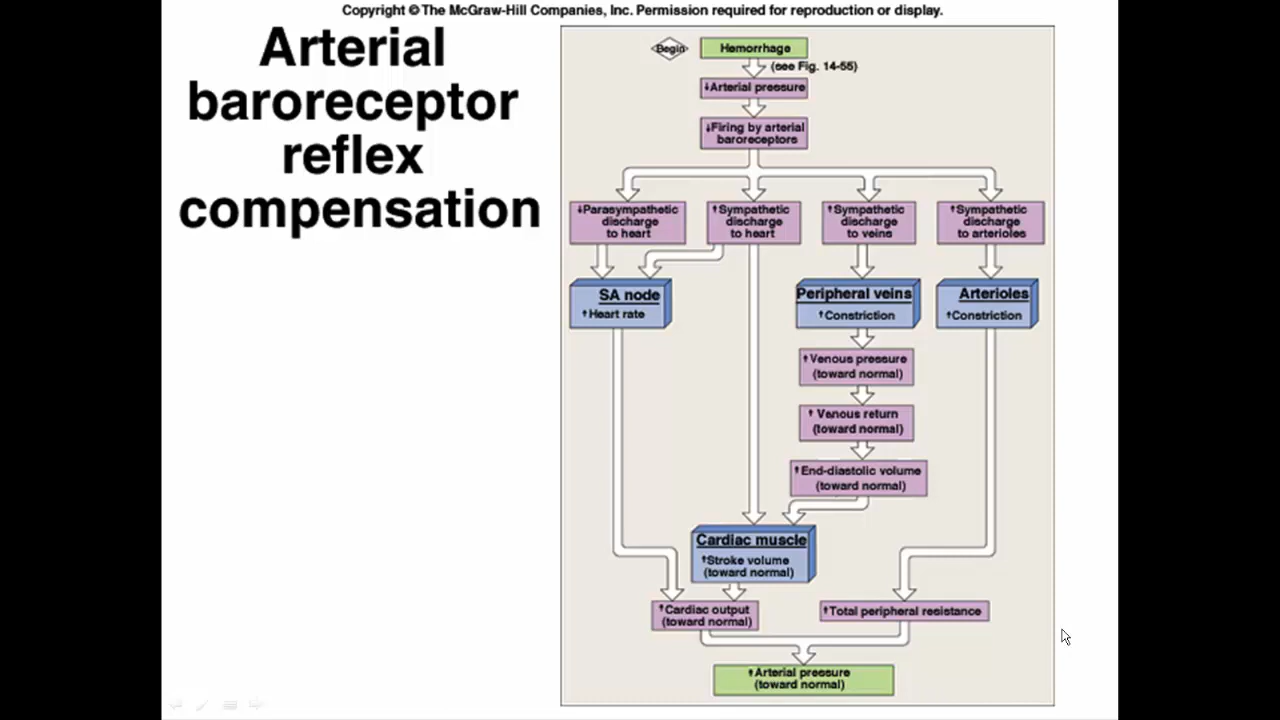 Copyright © The McGraw-Hill Companies, Inc. Permission required for reproduction or display.
Arterial
baroreceptor
reflex
compensation
Begin
Hemorrhage
(see Fig. 14-55)
↓Arterial pressure
↓Firing by arterial
baroreceptors
↓Parasympathetic
discharge
to heart
↑Sympathetic
discharge
to heart
↑Sympathetic
discharge
to veins
↑Sympathetic
discharge
to arterioles
SA node
↑Heart rate
Peripheral veins
↑Constriction
Arterioles
↑Constriction
↑Venous pressure
(toward normal)
↑Venous return
(toward normal)
↑End-diastolic volume
(toward normal)
Cardiac muscle
↑Stroke volume
(toward normal)
↑Cardiac output
(toward normal)
↑Total peripheral resistance
↑Arterial pressure
(toward normal)